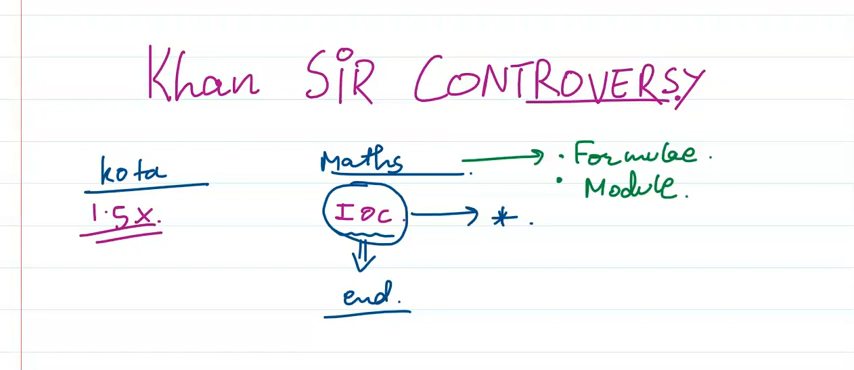 Khan SiR CONTROVERSY
kota
1.5x.
Maths
• Formulae.
• Module.
IOC.
*.
end.